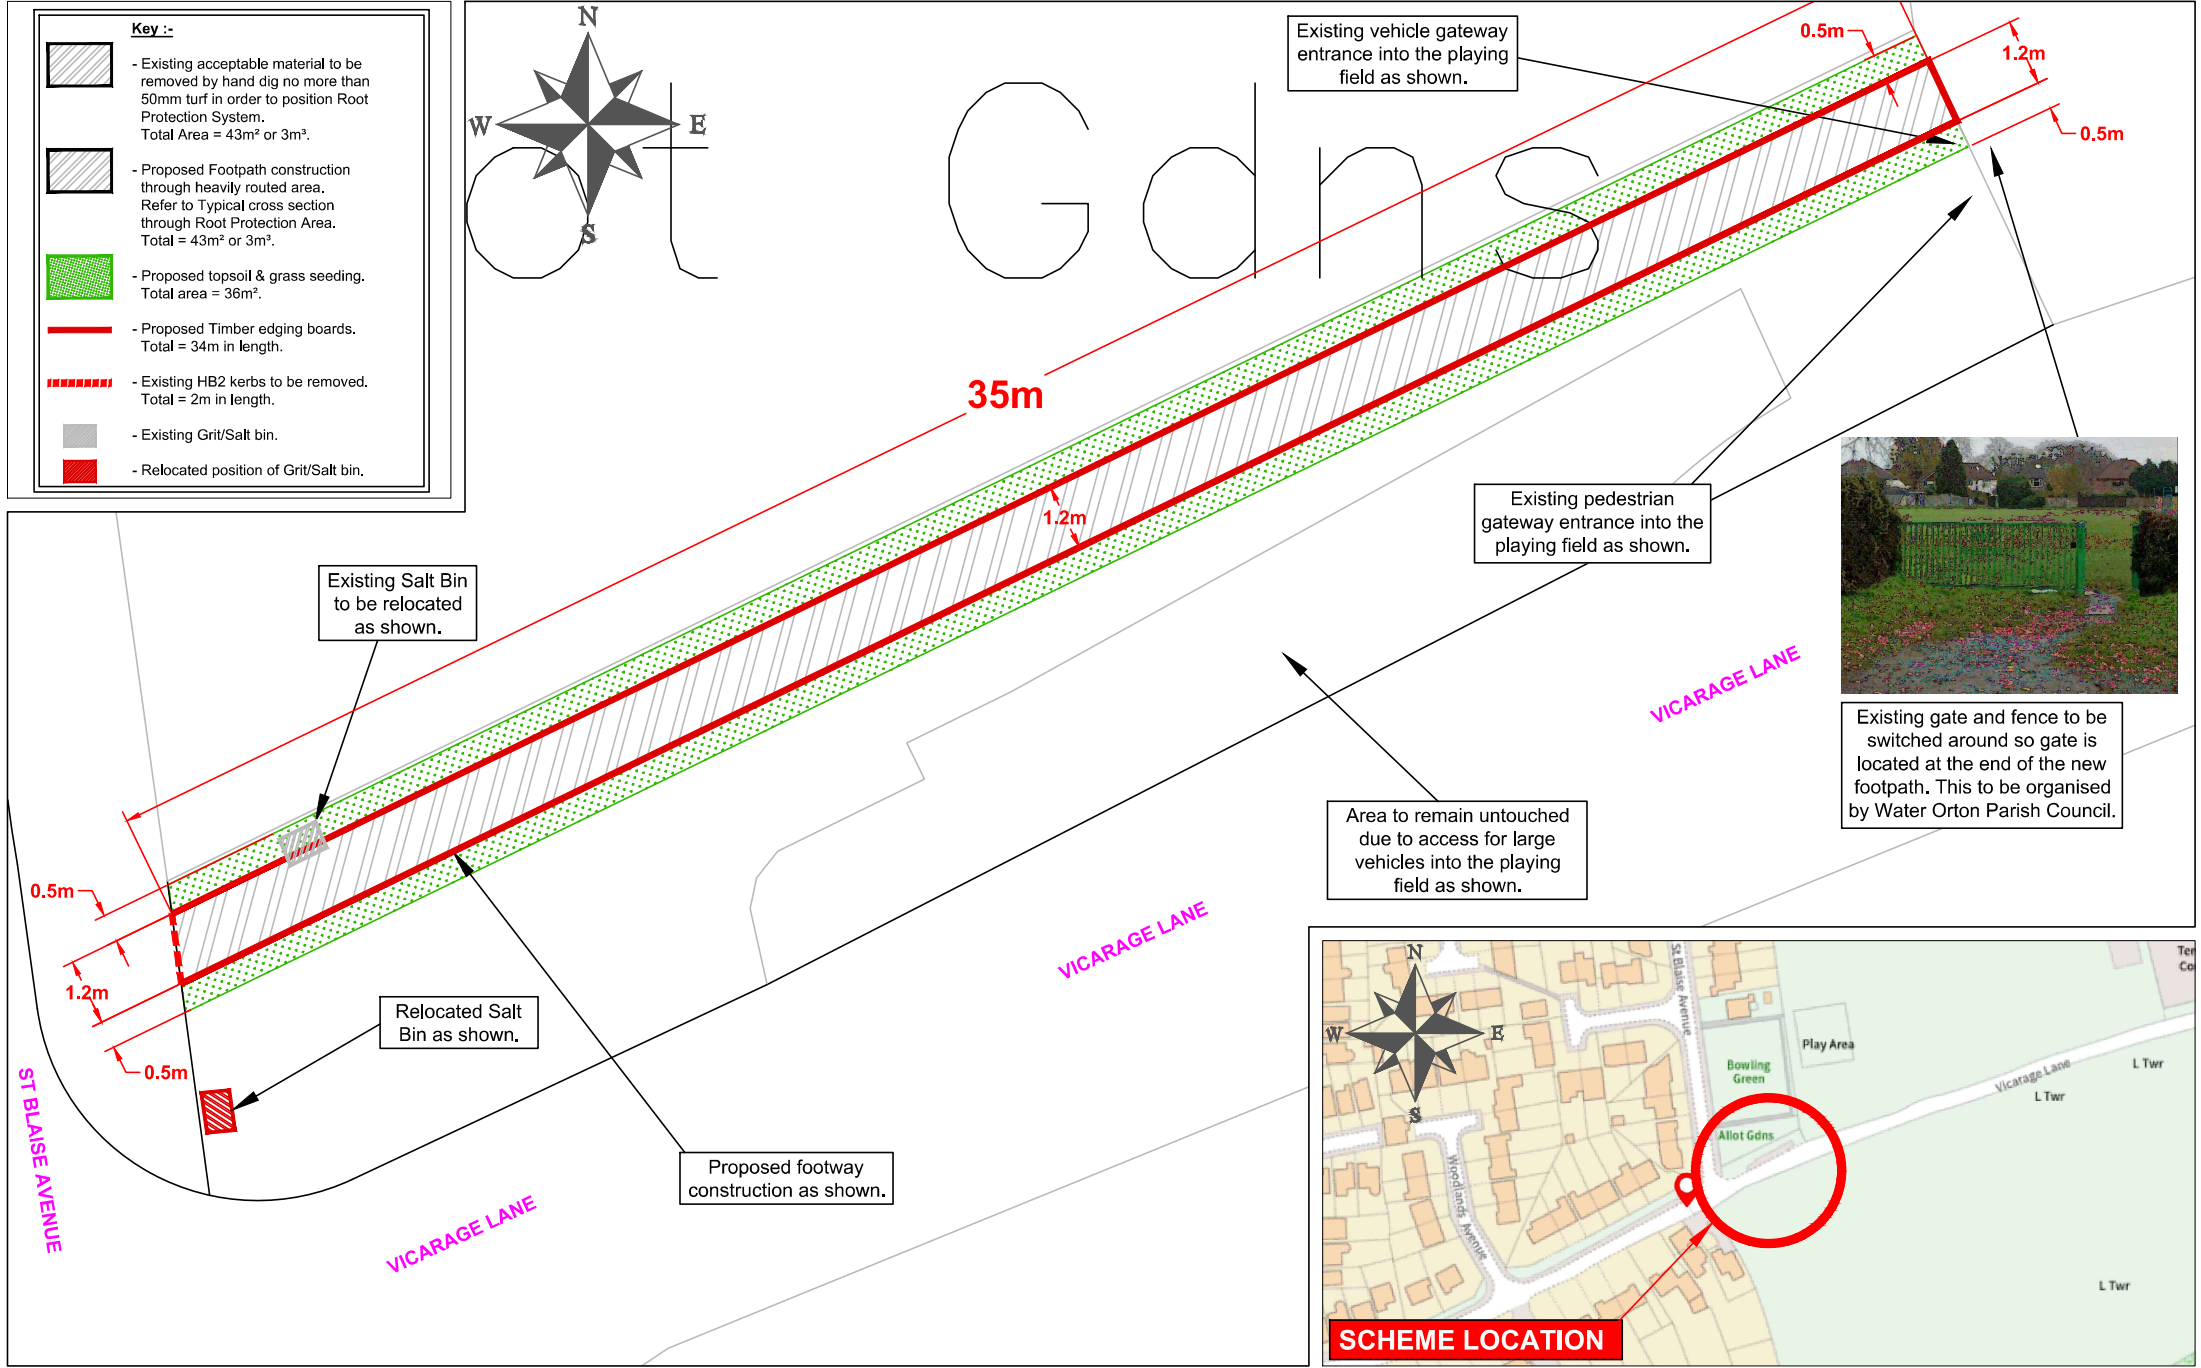 Key :-
- Existing acceptable material to be
removed by hand dig no more than
50mm turf in order to position Root
Protection System.
Total Area = 43m² or 3m³.
- Proposed Footpath construction
through heavily routed area.
Refer to Typical cross section
through Root Protection Area.
Total = 43m² or 3m³.
- Proposed topsoil & grass seeding.
Total area = 36m².
- Proposed Timber edging boards.
Total = 34m in length.
- Existing HB2 kerbs to be removed.
Total = 2m in length.
- Existing Grit/Salt bin.
- Relocated position of Grit/Salt bin.
N
W
E
S
ot Gdns
Existing vehicle gateway
entrance into the playing
field as shown.
0.5m
1.2m
0.5m
35m
1.2m
Existing pedestrian
gateway entrance into the
playing field as shown.
Existing Salt Bin
to be relocated
as shown.
VICARAGE LANE
Existing gate and fence to be
switched around so gate is
located at the end of the new
footpath. This to be organised
by Water Orton Parish Council.
Area to remain untouched
due to access for large
vehicles into the playing
field as shown.
0.5m
1.2m
0.5m
VICARAGE LANE
Relocated Salt
Bin as shown.
ST BLAISE AVENUE
Proposed footway
construction as shown.
VICARAGE LANE
N
W
E
S
St Blaise Avenue
Ten
Co
Play Area
Bowling
Green
Vicarage Lane
L Twr
L Twr
Allot Gdns
Woodlands Avenue
L Twr
SCHEME LOCATION